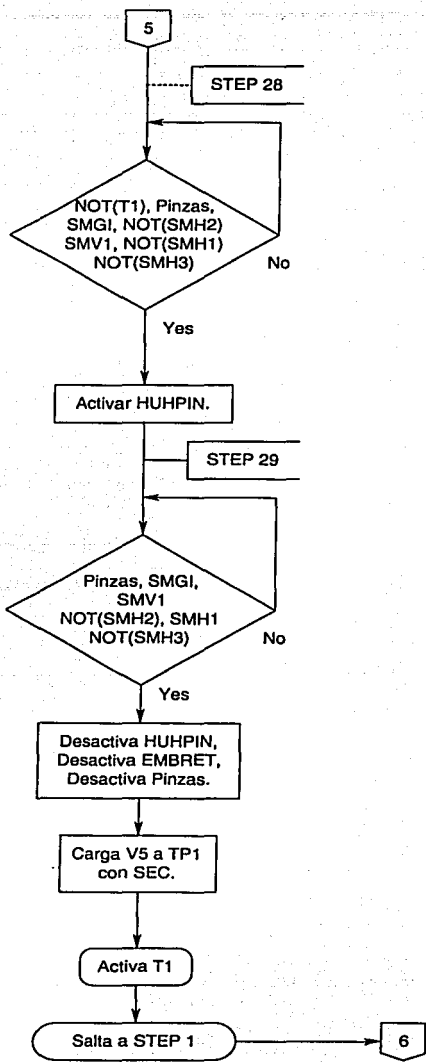 5
STEP 28
NOT(T1), Pinzas,
SMGI, NOT(SMH2)
SMV1, NOT(SMH1)
NOT(SMH3)
No
Yes
Activar HUHPIN.
STEP 29
Pinzas, SMGI,
SMV1
NOT(SMH2), SMH1
NOT(SMH3)
No
Yes
Desactiva HUHPIN,
Desactiva EMBRET,
Desactiva Pinzas.
Carga V5 a TP1
con SEC.
Activa T1
Salta a STEP 1
6